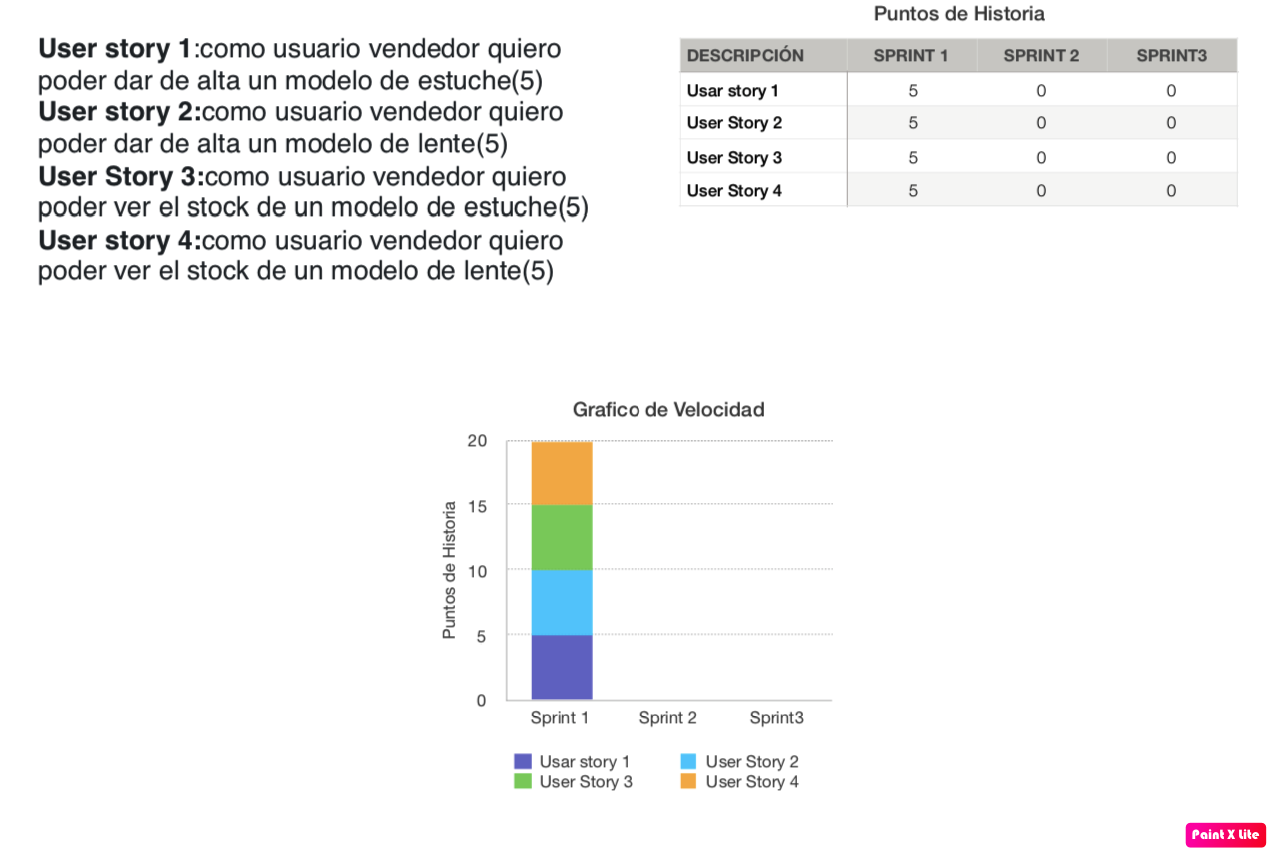 User story 1:como usuario vendedor quiero
poder dar de alta un modelo de estuche(5)
User story 2:como usuario vendedor quiero
poder dar de alta un modelo de lente(5)
User Story 3:como usuario vendedor quiero
poder ver el stock de un modelo de estuche(5)
User story 4:como usuario vendedor quiero
poder ver el stock de un modelo de lente(5)
Puntos de Historia
DESCRIPCIÓN SPRINT 1 SPRINT 2 SPRINT3
Usar story 1 5 0 0
User Story 2 5 0 0
User Story 3 5 0 0
User Story 4 5 0 0
Grafico de Velocidad
Puntos de Historia
20
15
10
5
0
Sprint 1 Sprint 2 Sprint3
Usar story 1 User Story 2
User Story 3 User Story 4
Paint X Lite